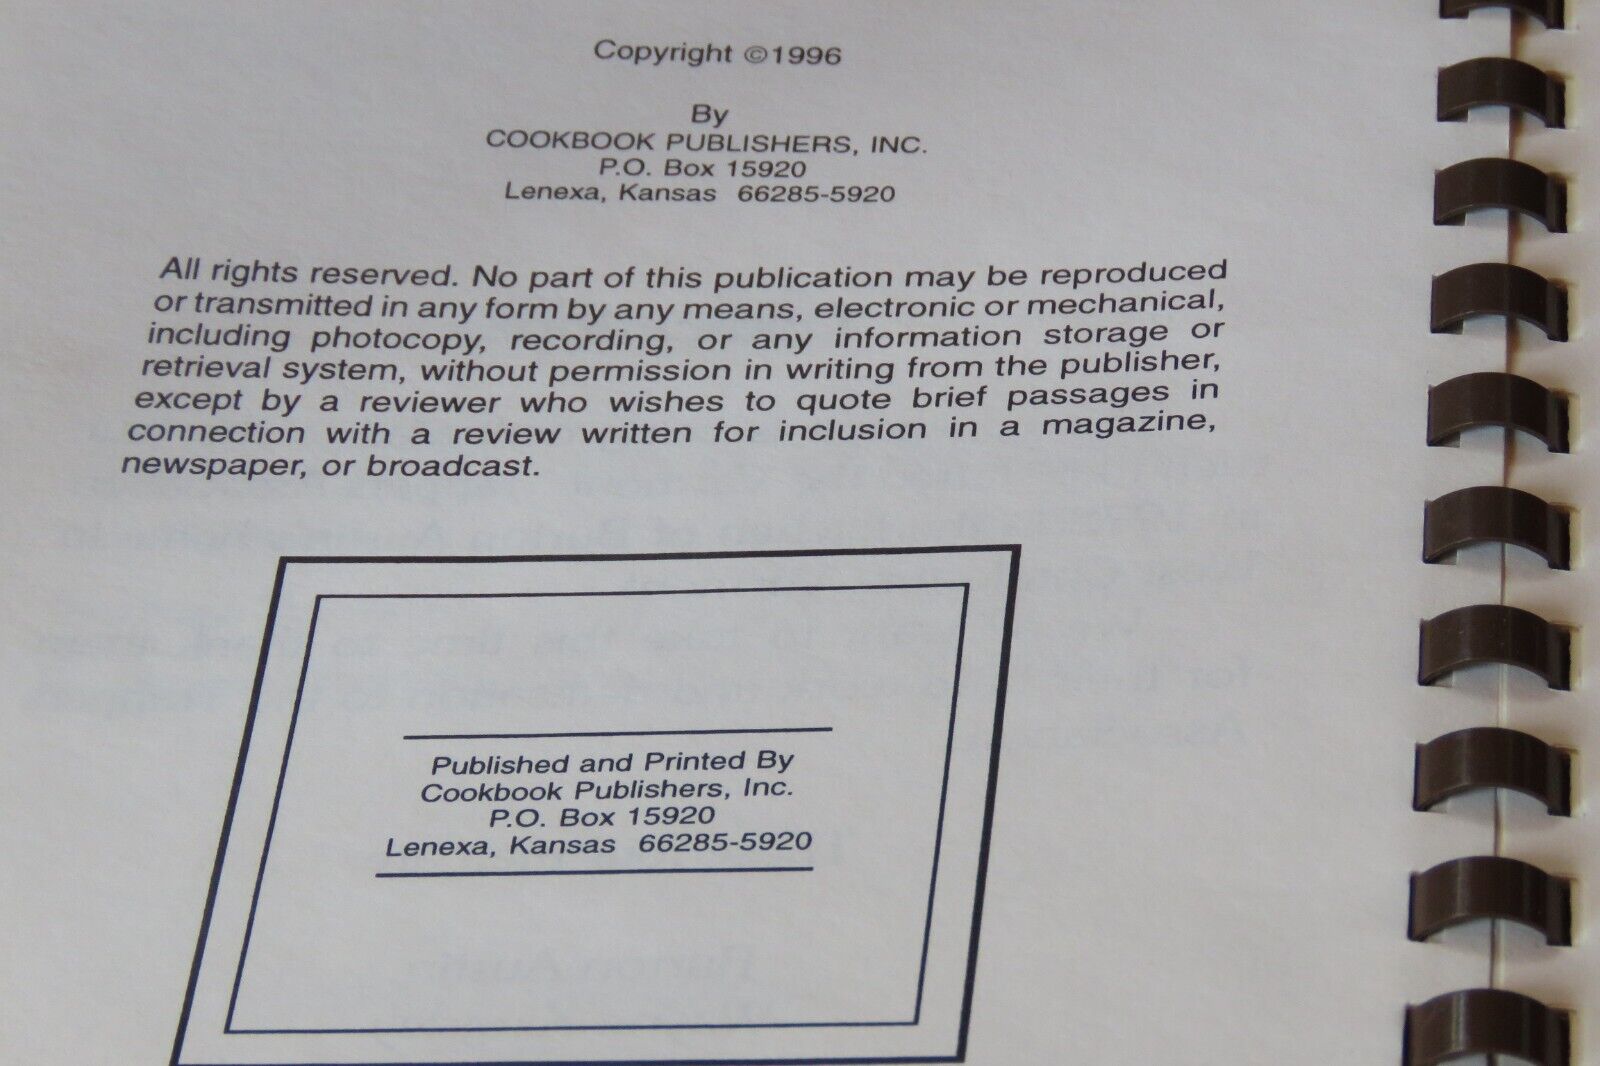 Copyright ©1996
By
COOKBOOK PUBLISHERS, INC.
P.O. Box 15920
Lenexa, Kansas 66285-5920
All rights reserved. No part of this publication may be reproduced
or transmitted in any form by any means, electronic or mechanical,
including photocopy, recording, or any information storage or
retrieval system, without permission in writing from the publisher,
except by a reviewer who wishes to quote brief passages in
connection with a review written for inclusion in a magazine,
newspaper, or broadcast.
Published and Printed By
Cookbook Publishers, Inc.
P.O. Box 15920
Lenexa, Kansas 66285-5920